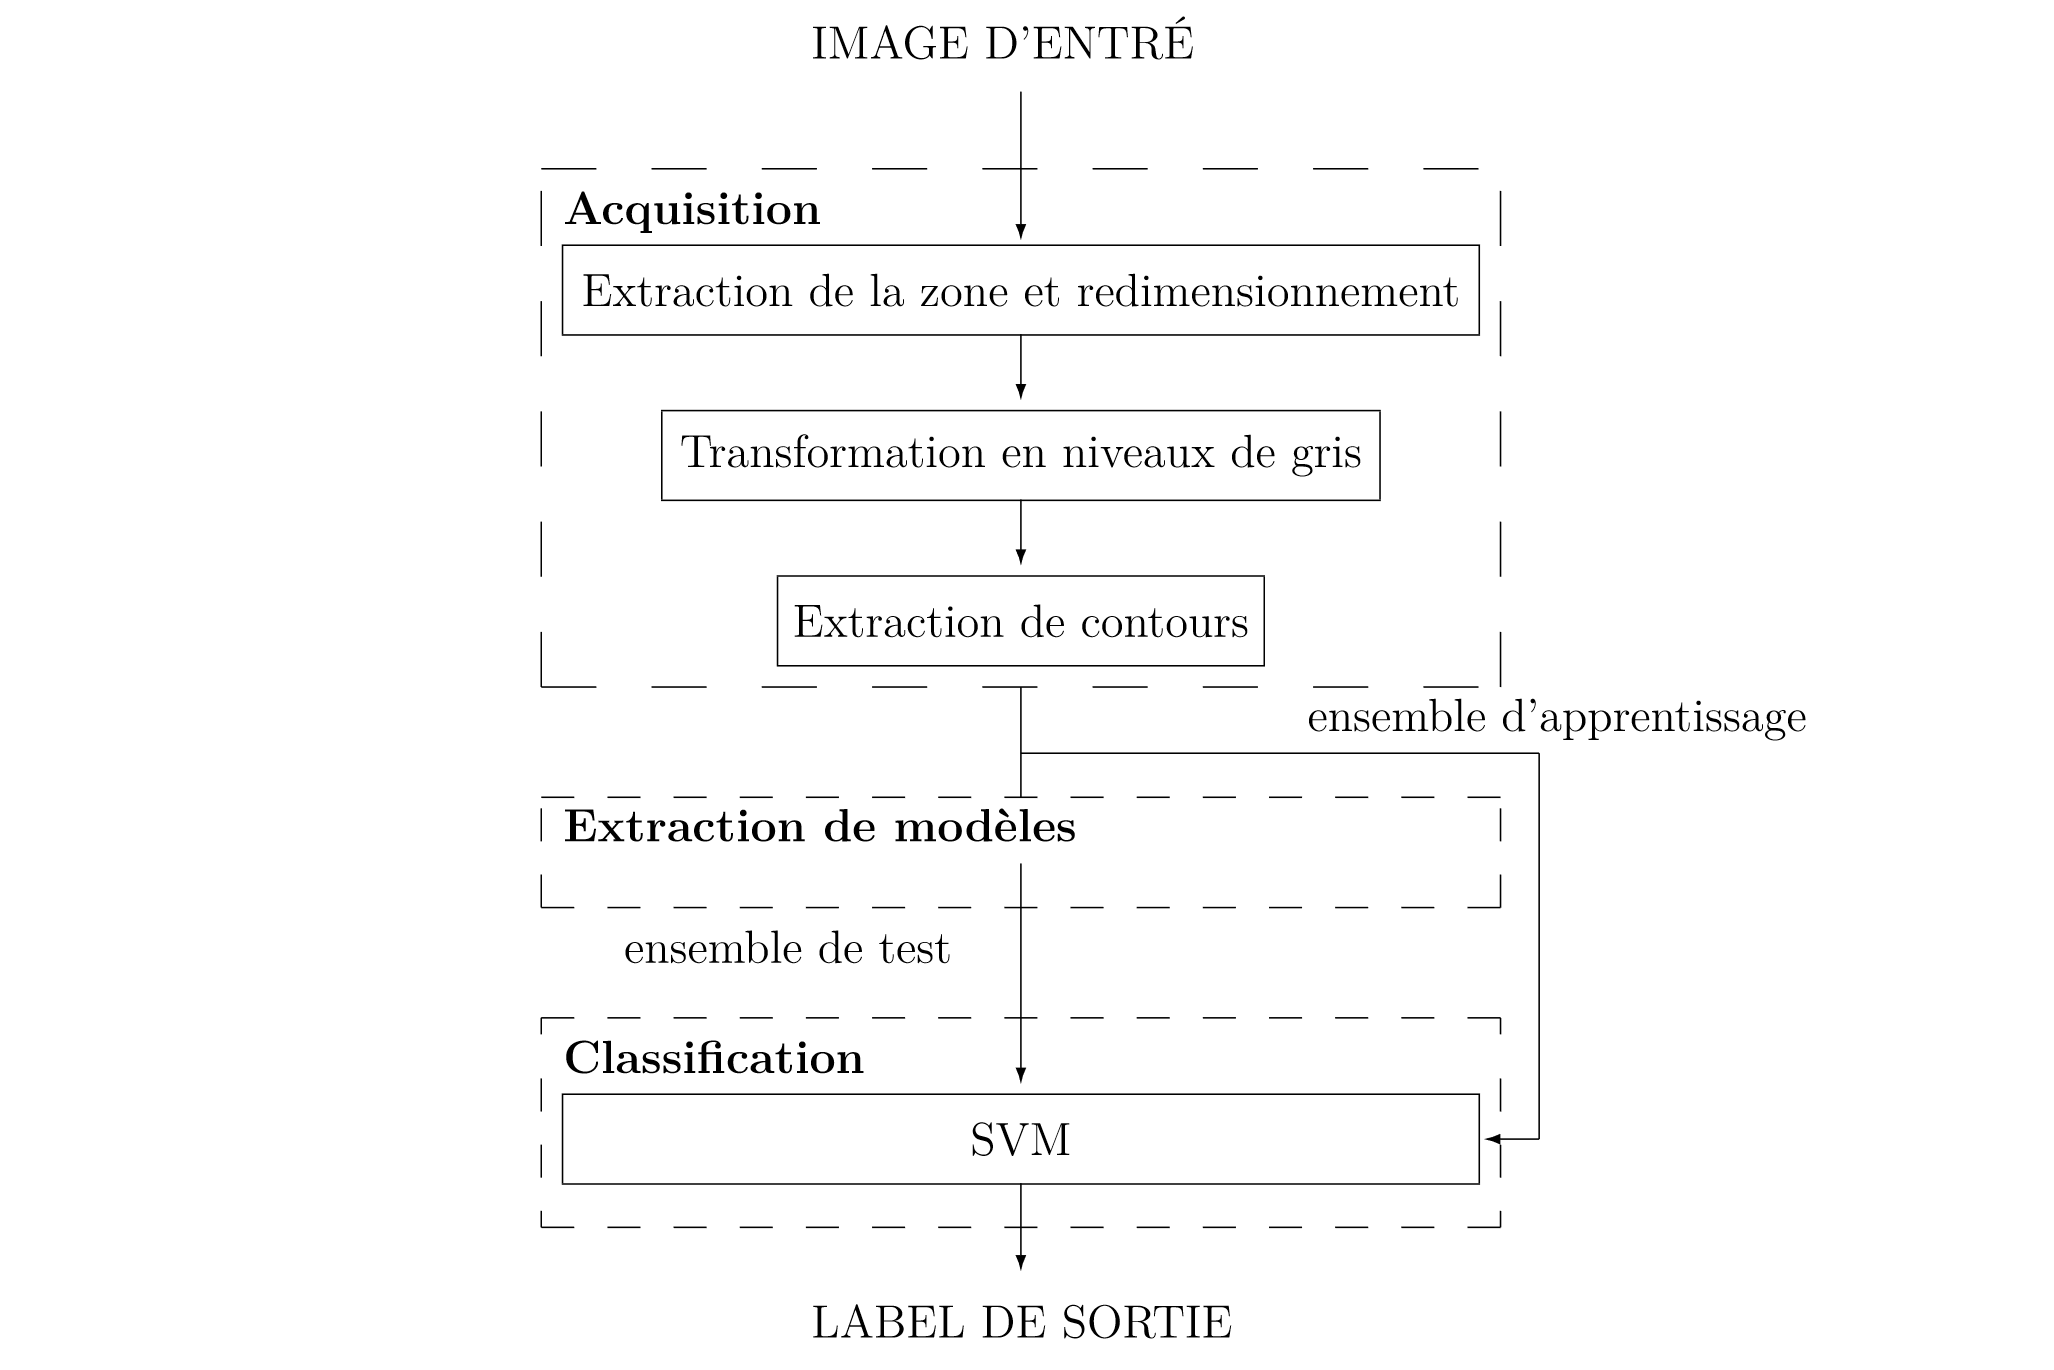 IMAGE D'ENTRÉ
Acquisition
Extraction de la zone et redimensionnement
Transformation en niveaux de gris
Extraction de contours
ensemble d'apprentissage
Extraction de modèles
ensemble de test
Classification
SVM
LABEL DE SORTIE